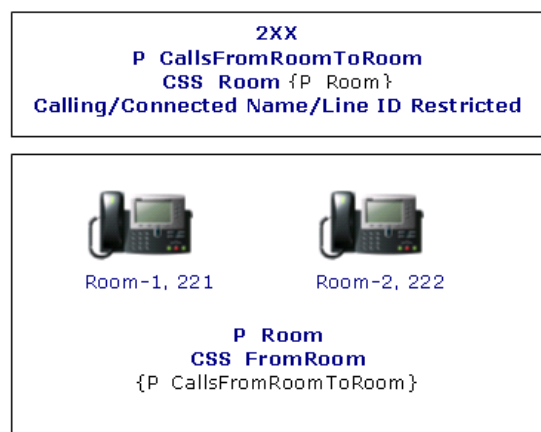 2XX
P CallsFromRoomToRoom
CSS Room {P Room}
Calling/Connected Name/Line ID Restricted
Room-1, 221
Room-2, 222
P Room
CSS FromRoom
{P CallsFromRoomToRoom}